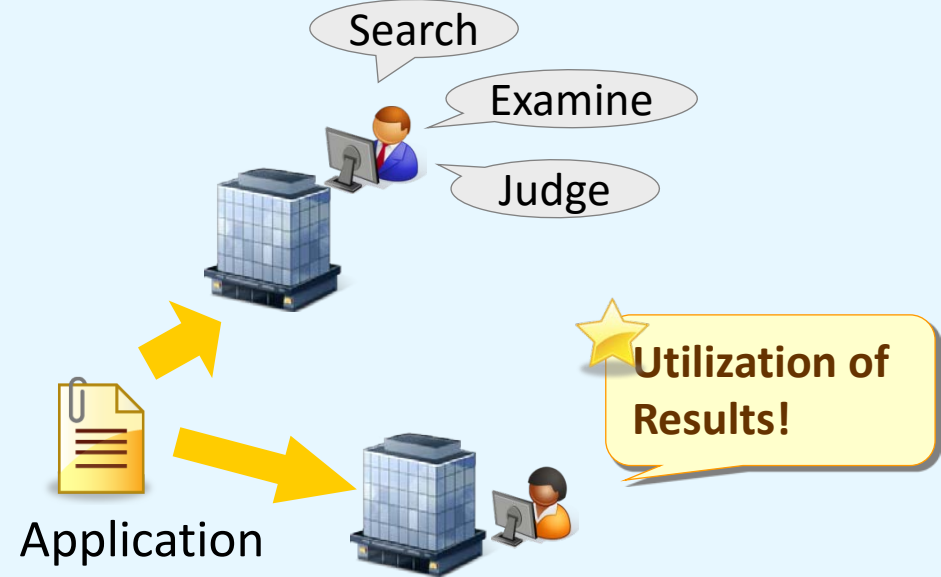 Search
Examine
Judge
Utilization of
Results!
Application